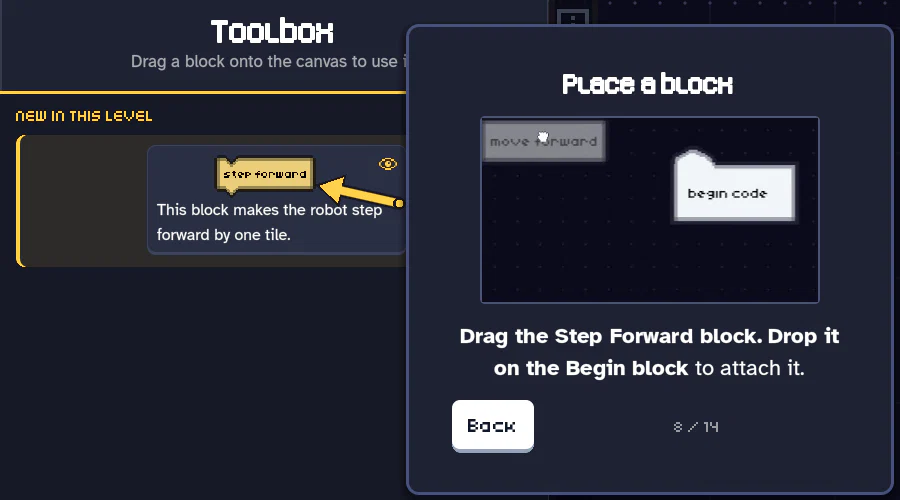 Toolbox
Drag a block onto the canvas to use
NEW IN THIS LEVEL
step forward
This block makes the robot step
forward by one tile.
Place a block
move forward
begin code
Drag the Step Forward block. Drop it
on the Begin block to attach it.
Back
8 / 14